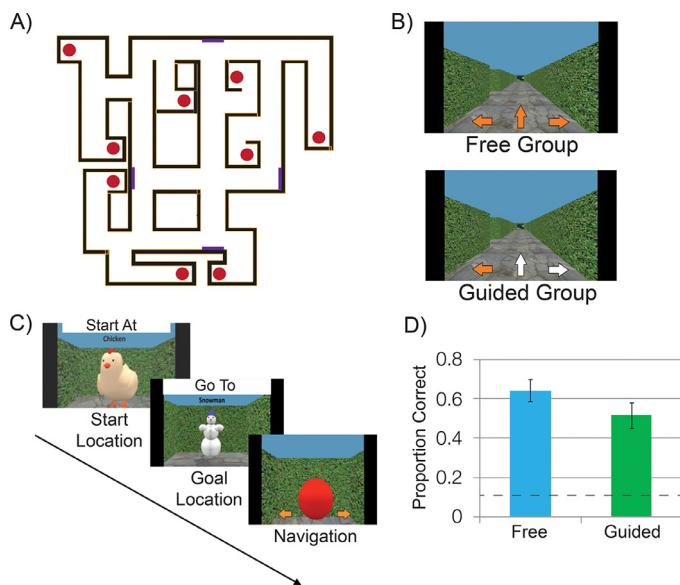 A)
B)
Free Group
Guided Group
C)
Start At
Chicken
Start
Location
Go To
Snowman
Goal
Location
Navigation
D)
Proportion Correct
0.8
0.6
0.4
0.2
0
Free
Guided